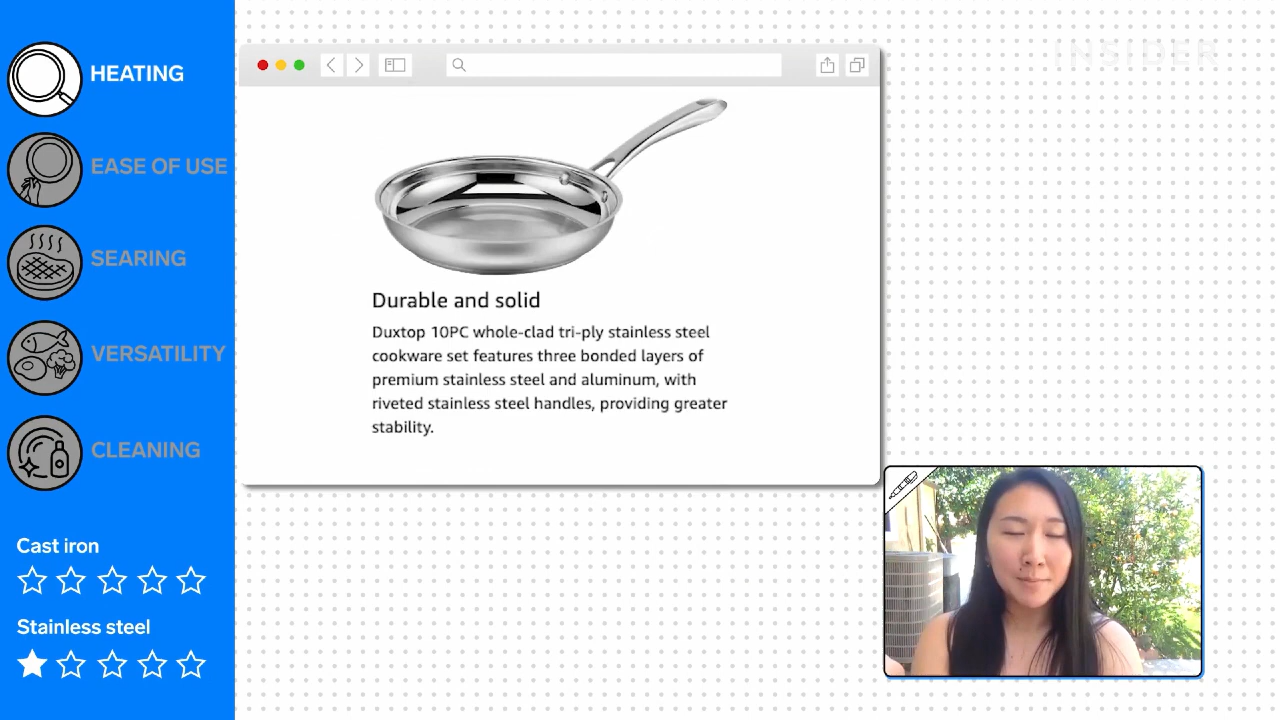 INSIDER
HEATING
EASE OF USE
SEARING
VERSATILITY
CLEANING
Cast iron
Stainless steel
Durable and solid
Duxtop 10PC whole-clad tri-ply stainless steel
cookware set features three bonded layers of
premium stainless steel and aluminum, with
riveted stainless steel handles, providing greater
stability.